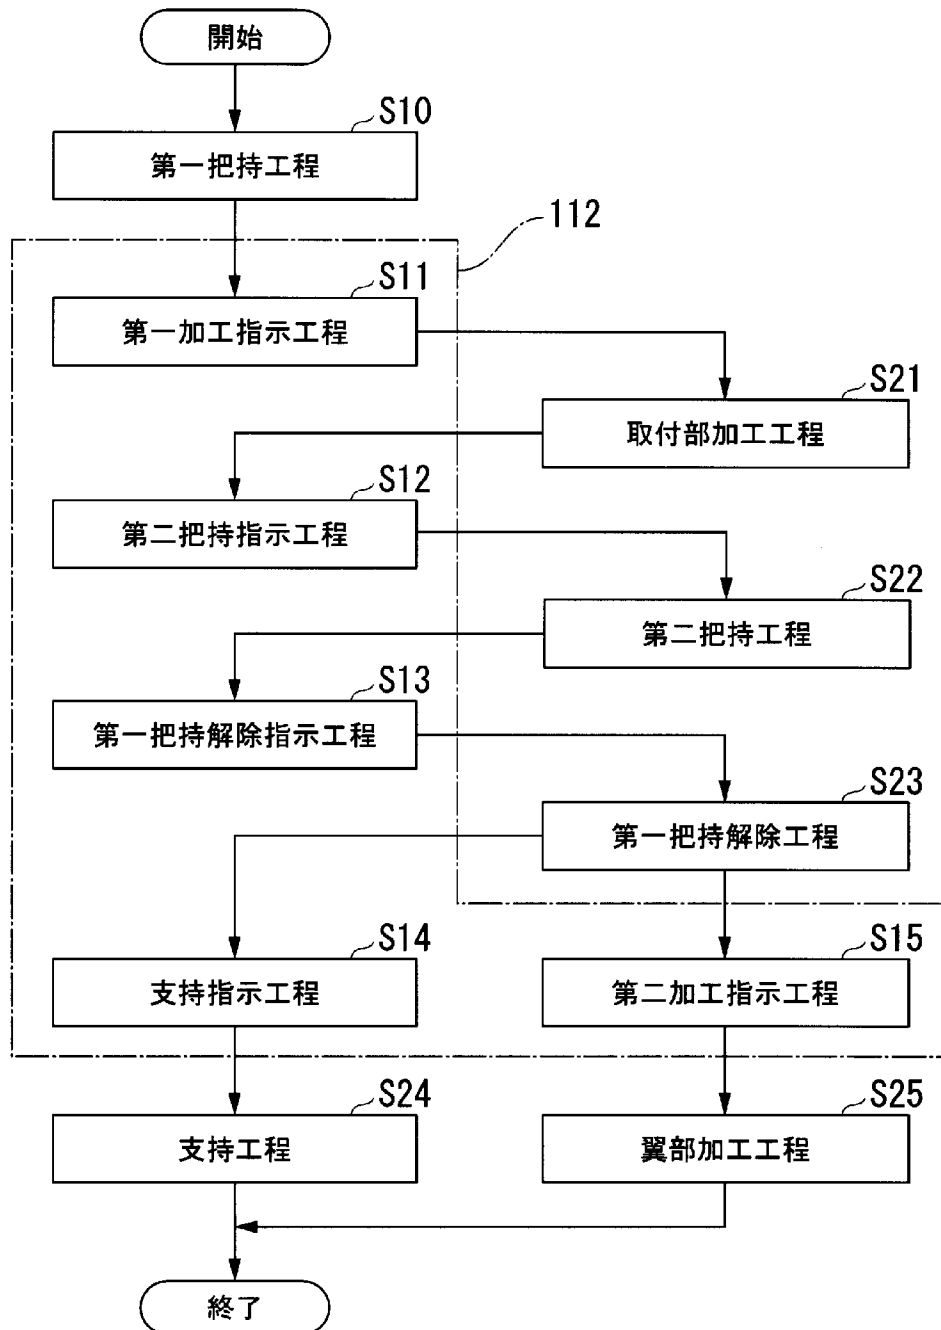 開始
S10
第一把持工程
112
S11
第一加工指示工程
S21
取付部加工工程
S12
第二把持指示工程
S22
第二把持工程
S13
第一把持解除指示工程
S23
第一把持解除工程
S14
支持指示工程
S15
第二加工指示工程
S24
支持工程
S25
翼部加工工程
終了